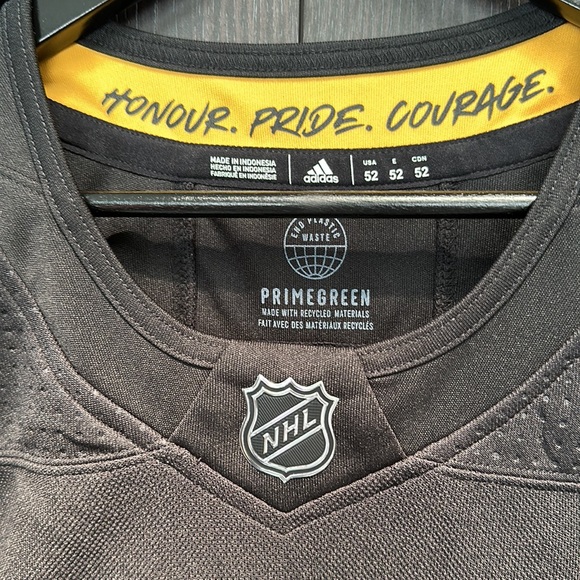 HONOUR. PRIDE. COURAGE.
MADE IN INDONESIA
HECHO EN INDONESIA
FABRIQUÉ EN INDONÉSIE
adidas
USA E CDN
52 52 52
END PLASTIC
WASTE
PRIMEGREEN
MADE WITH RECYCLED MATERIALS
FAIT AVEC DES MATÉRIAUX RECYCLÉS
NHL